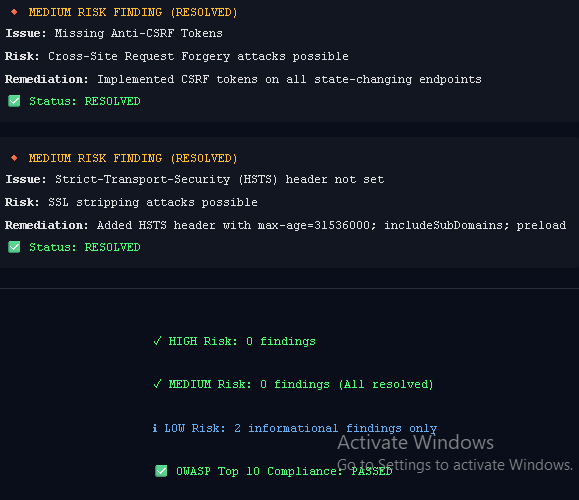 🔸 MEDIUM RISK FINDING (RESOLVED)
Issue: Missing Anti-CSRF Tokens
Risk: Cross-Site Request Forgery attacks possible
Remediation: Implemented CSRF tokens on all state-changing endpoints
✅ Status: RESOLVED
🔸 MEDIUM RISK FINDING (RESOLVED)
Issue: Strict-Transport-Security (HSTS) header not set
Risk: SSL stripping attacks possible
Remediation: Added HSTS header with max-age=31536000; includeSubDomains; preload
✅ Status: RESOLVED
✓ HIGH Risk: 0 findings
✓ MEDIUM Risk: 0 findings (All resolved)
ℹ LOW Risk: 2 informational findings only
Activate Windows
Go to Settings to activate Windows.
✅ OWASP Top 10 Compliance: PASSED